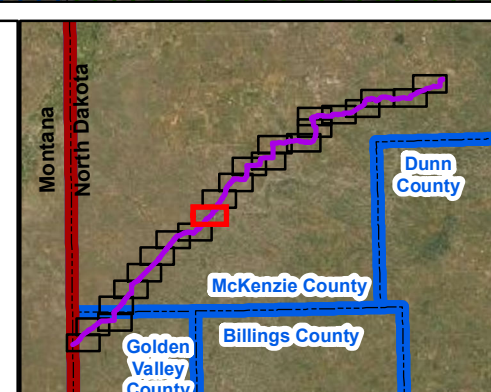 Montana
North Dakota
Dunn
County
McKenzie County
Billings County
Golden
Valley
County